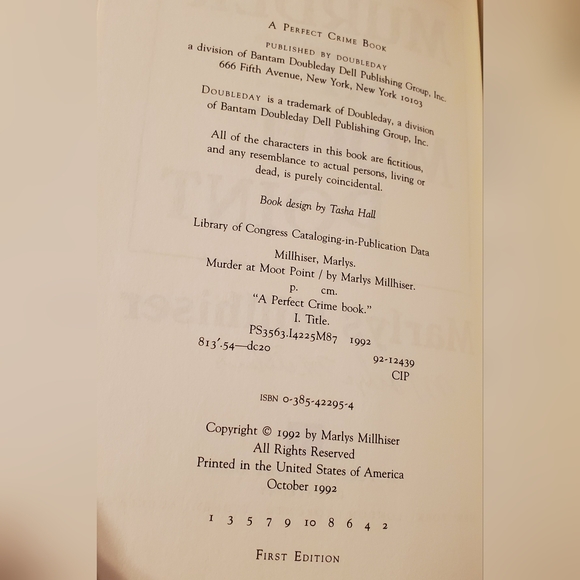 A PERFECT CRIME BOOK
PUBLISHED BY DOUBLEDAY
a division of Bantam Doubleday Dell Publishing Group, Inc.
666 Fifth Avenue, New York, New York 10103
DOUBLEDAY is a trademark of Doubleday, a division
of Bantam Doubleday Dell Publishing Group, Inc.
All of the characters in this book are fictitious,
and any resemblance to actual persons, living or
dead, is purely coincidental.
Book design by Tasha Hall
Library of Congress Cataloging-in-Publication Data
Millhiser, Marlys.
Murder at Moot Point / by Marlys Millhiser.
p. cm.
"A Perfect Crime book."
I. Title.
PS3563.I4225M87 1992
813'.54—dc20 92-12439
CIP
ISBN 0-385-42295-4
Copyright © 1992 by Marlys Millhiser
All Rights Reserved
Printed in the United States of America
October 1992
1 3 5 7 9 10 8 6 4 2
FIRST EDITION